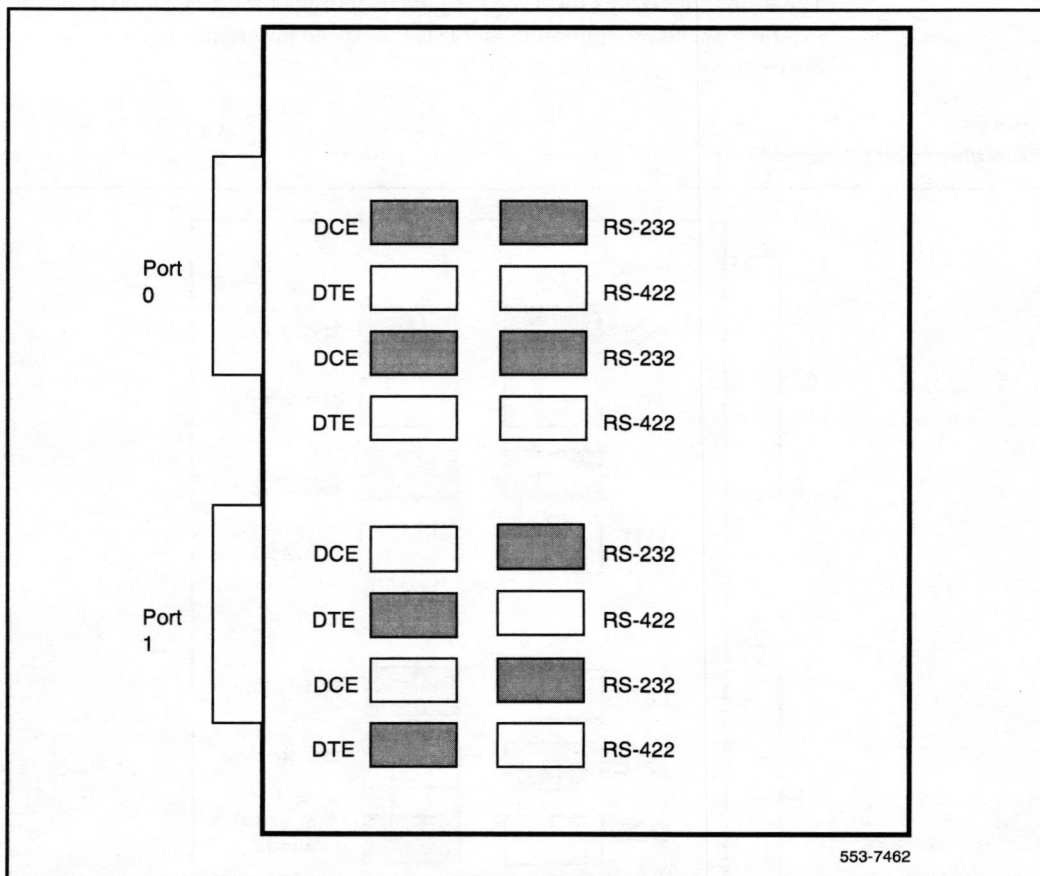 DCE RS-232
Port
0
DTE RS-422
DCE RS-232
DTE RS-422
DCE RS-232
Port
1
DTE RS-422
DCE RS-232
DTE RS-422
553-7462